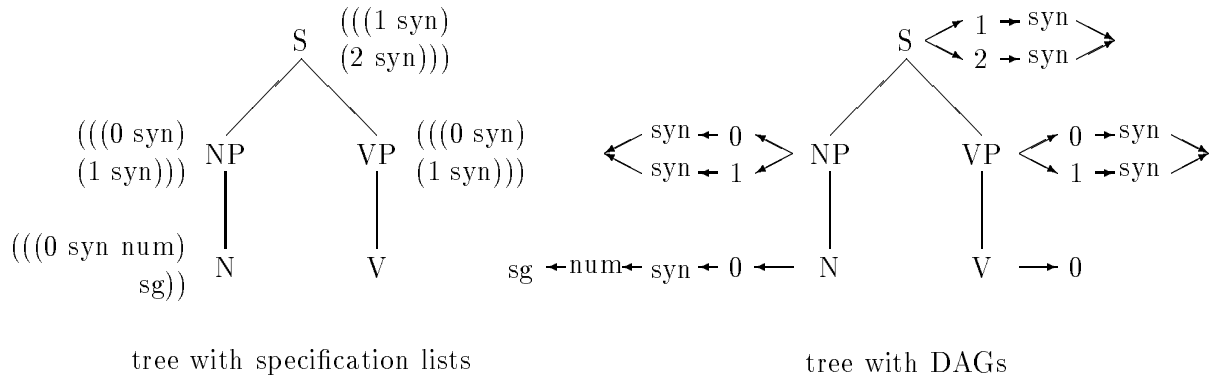 S (((1 syn)
(2 syn)))
(((0 syn) NP
(1 syn)))
VP (((0 syn)
(1 syn)))
(((0 syn num) N
sg))
V
tree with specification lists
S 1 syn
2 syn
syn 0 NP
syn 1
VP 0 syn
1 syn
sg num syn 0 N
V 0
tree with DAGs